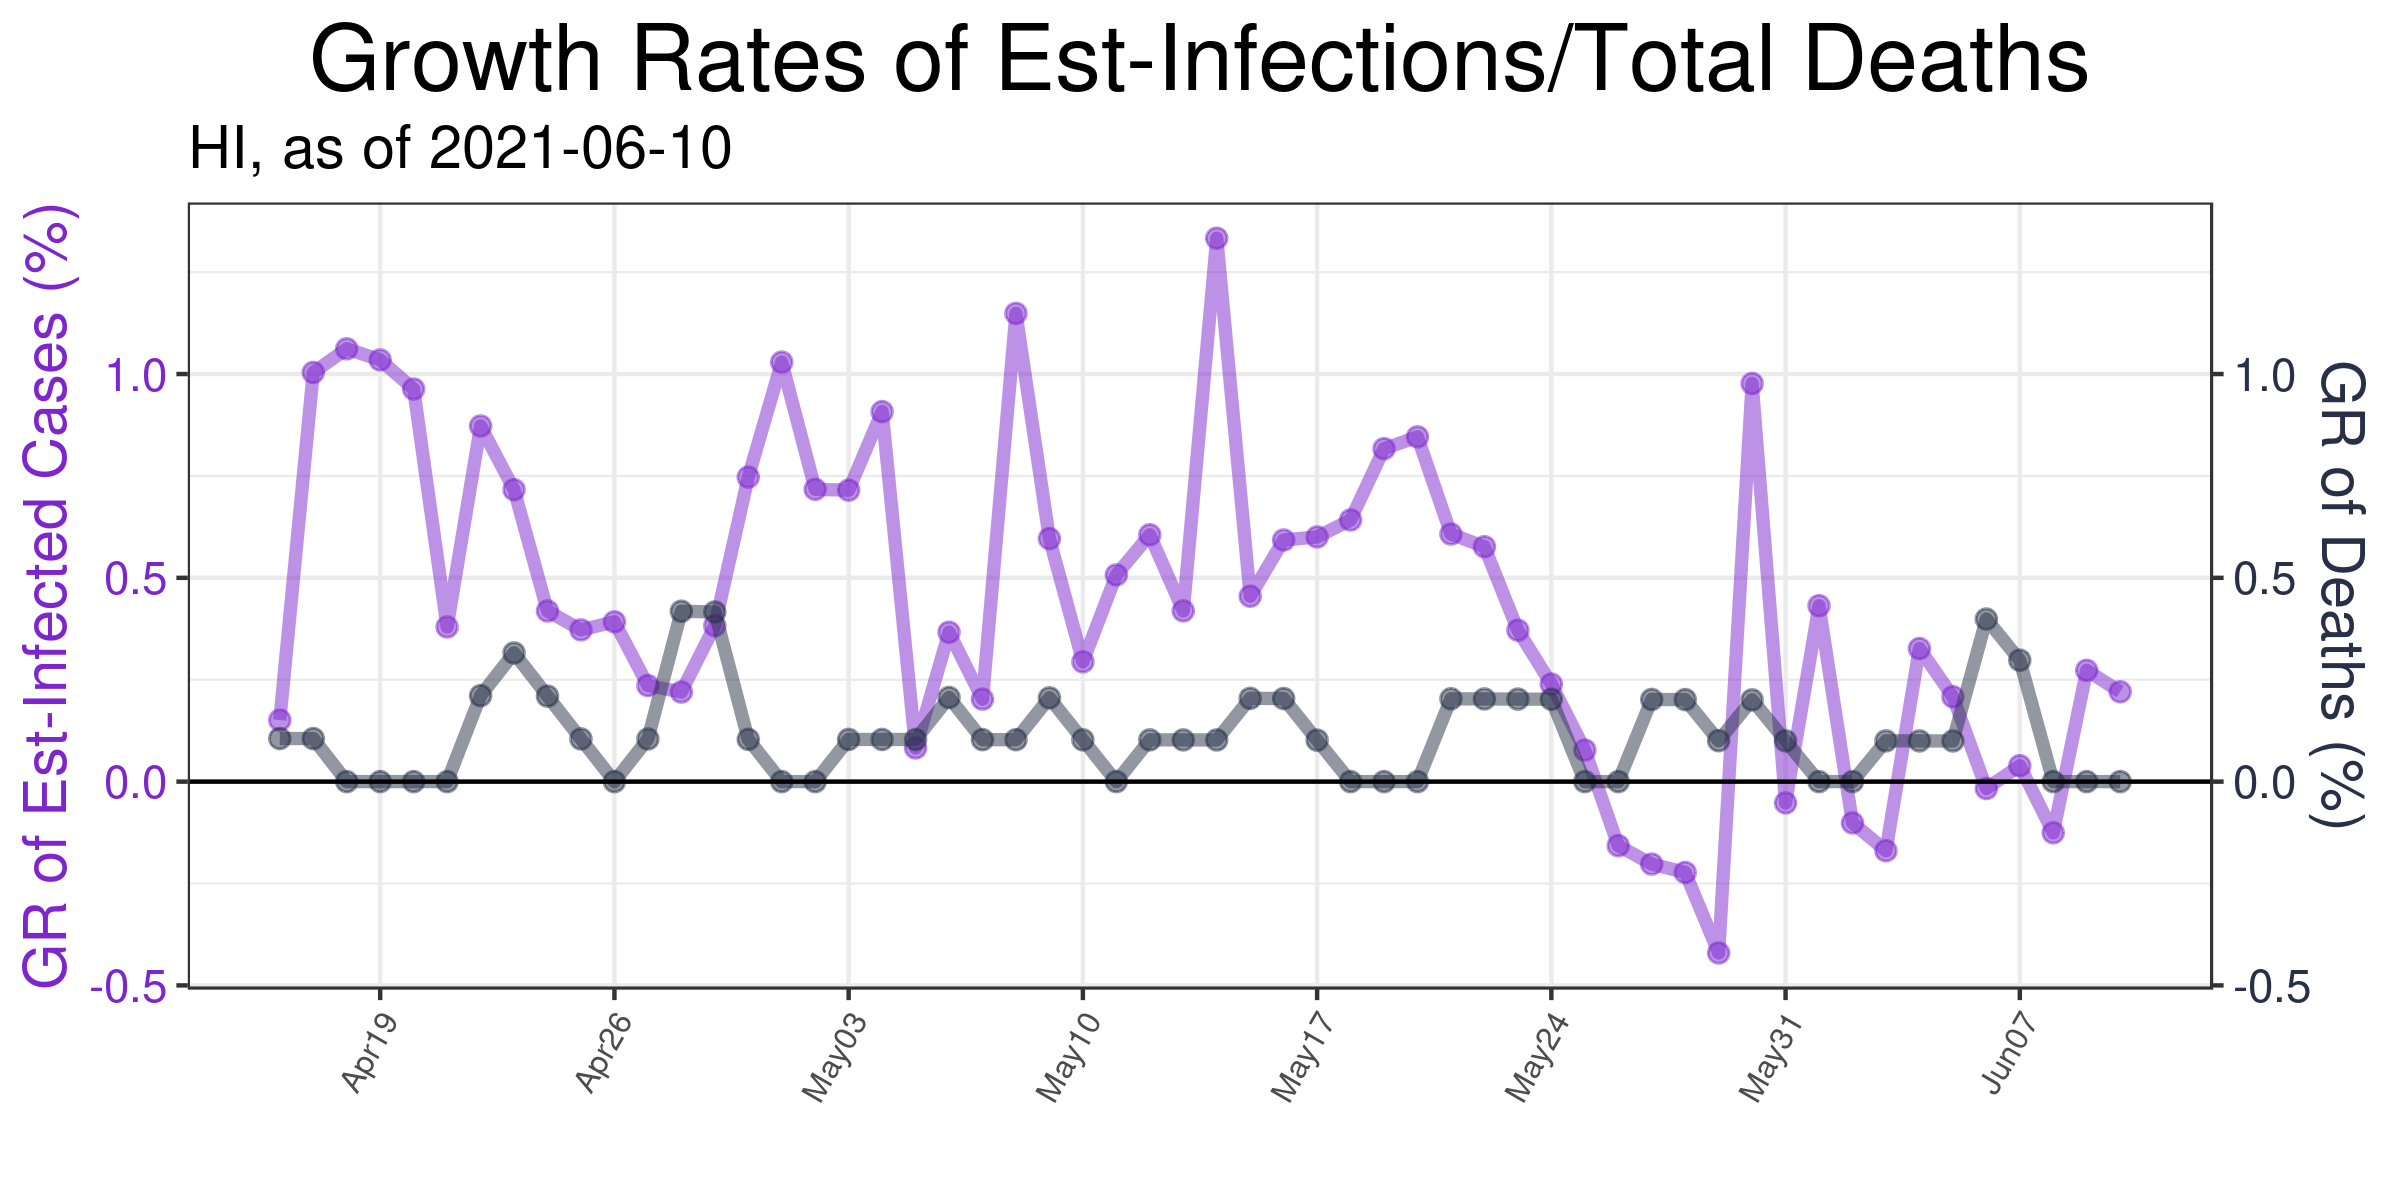 Growth Rates of Est-Infections/Total Deaths
HI, as of 2021-06-10
GR of Est-Infected Cases (%)
1.0
0.5
0.0
-0.5
1.0
0.5
0.0
-0.5
GR of Deaths (%)
Apr19
Apr26
May03
May10
May17
May24
May31
Jun07